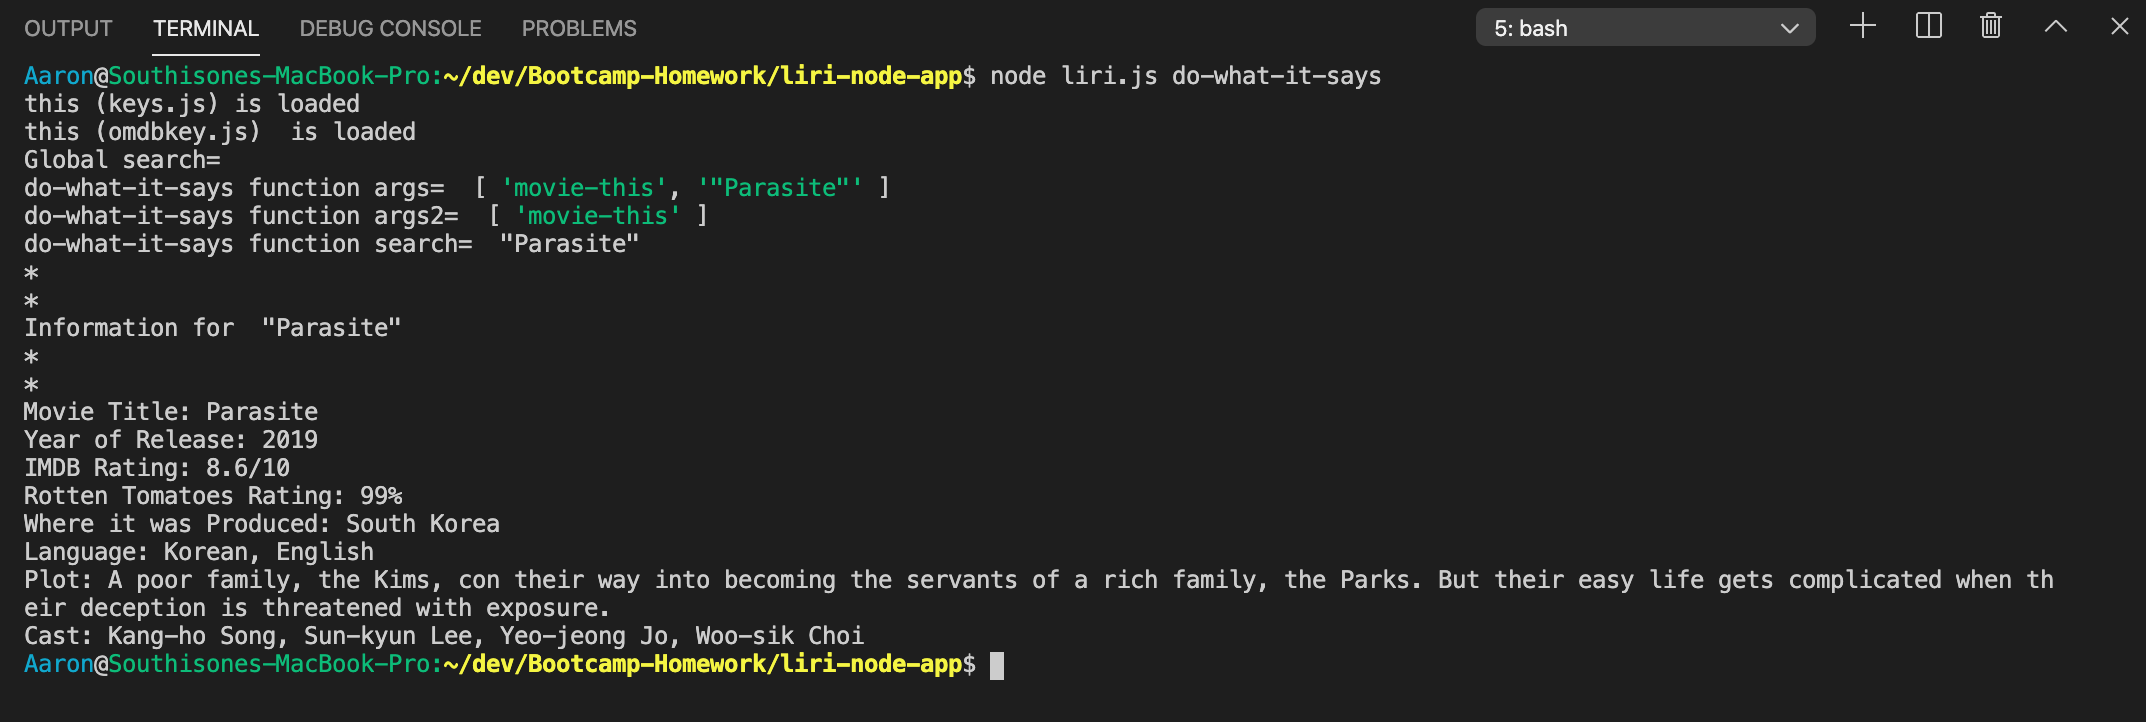 OUTPUT TERMINAL DEBUG CONSOLE PROBLEMS 5: bash
Aaron@Southisones-MacBook-Pro:~/dev/Bootcamp-Homework/liri-node-app$ node liri.js do-what-it-says
this (keys.js) is loaded
this (omdbkey.js)  is loaded
Global search=
do-what-it-says function args=  [ 'movie-this', '"Parasite"' ]
do-what-it-says function args2=  [ 'movie-this' ]
do-what-it-says function search=  "Parasite"
*
*
Information for  "Parasite"
*
*
Movie Title: Parasite
Year of Release: 2019
IMDB Rating: 8.6/10
Rotten Tomatoes Rating: 99%
Where it was Produced: South Korea
Language: Korean, English
Plot: A poor family, the Kims, con their way into becoming the servants of a rich family, the Parks. But their easy life gets complicated when th
eir deception is threatened with exposure.
Cast: Kang-ho Song, Sun-kyun Lee, Yeo-jeong Jo, Woo-sik Choi
Aaron@Southisones-MacBook-Pro:~/dev/Bootcamp-Homework/liri-node-app$